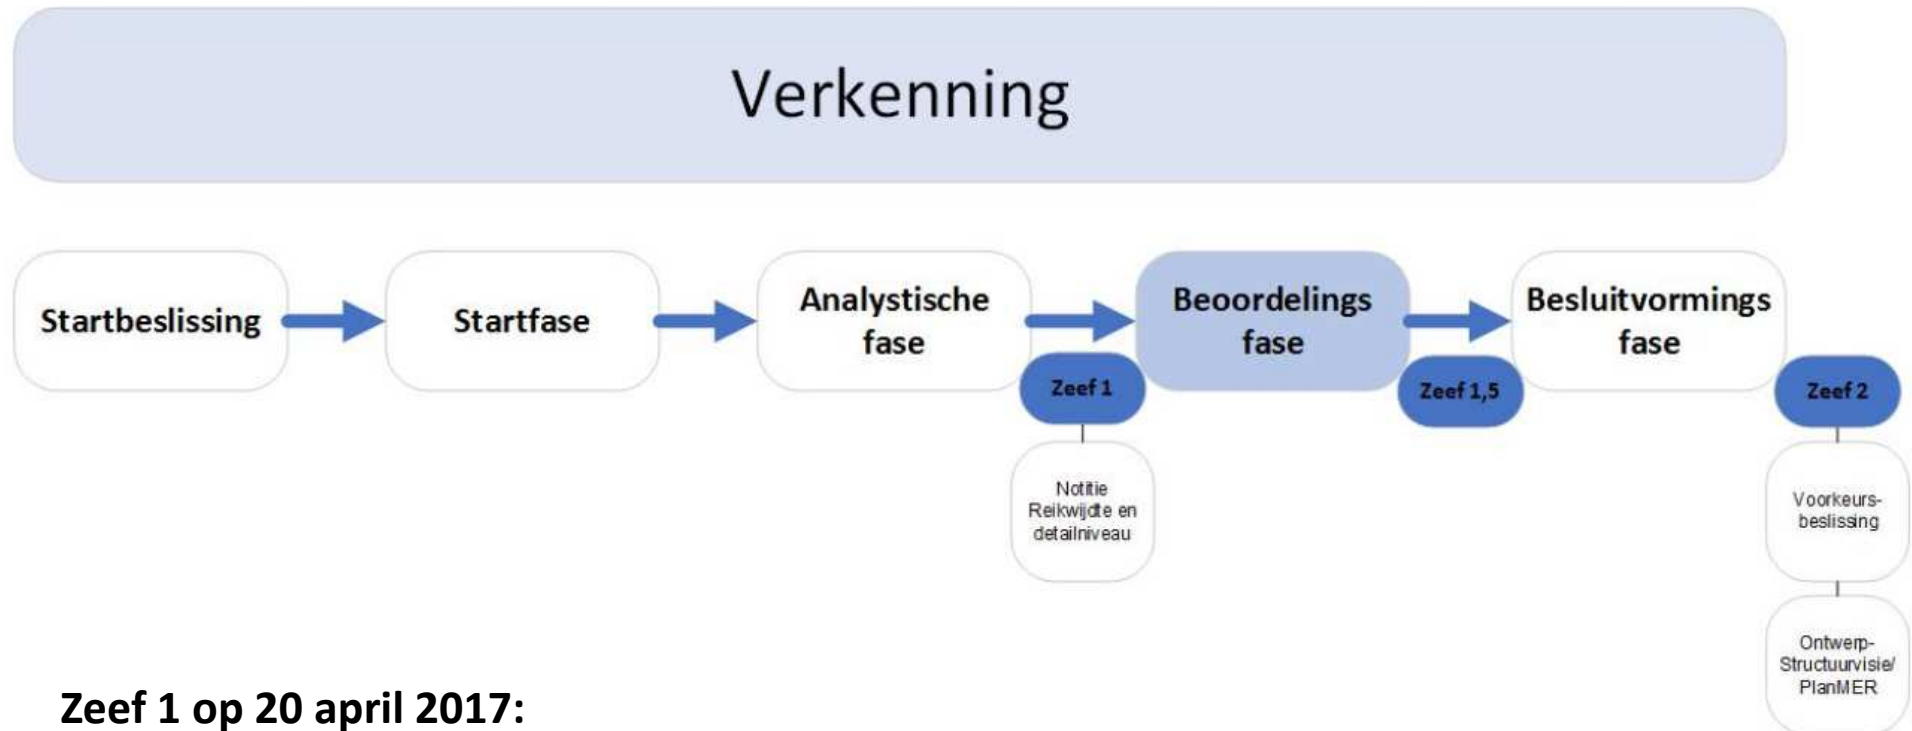 Verkenning
Startbeslissing
Startfase
Analystische
fase
Beoordelings
fase
Besluitvormings
fase
Zeef 1
Zeef 1,5
Zeef 2
Notitie
Reikwijdte en
detailniveau
Voorkeurs-
beslissing
Ontwerp-
Structuurvisie/
PlanMER
Zeef 1 op 20 april 2017: